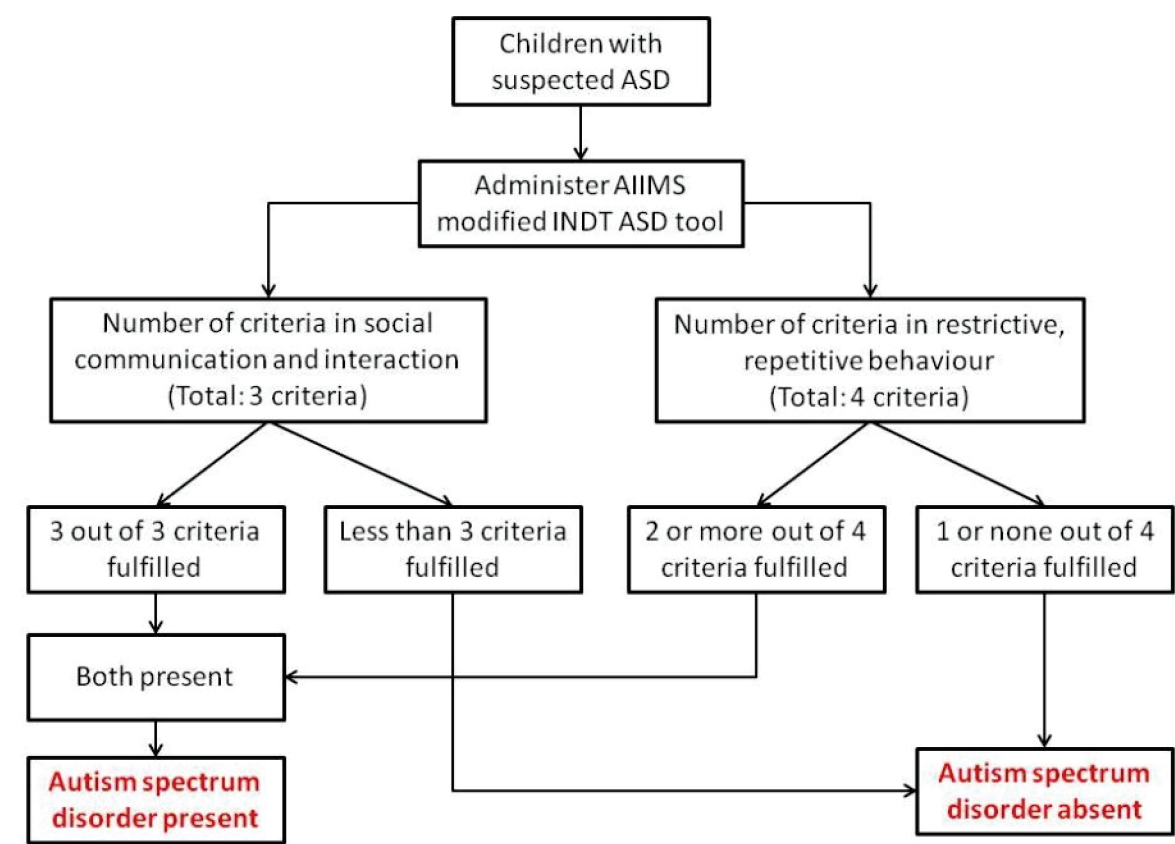 Children with
suspected ASD
Administer AIIMS
modified INDT ASD tool
Number of criteria in social
communication and interaction
(Total: 3 criteria)
Number of criteria in restrictive,
repetitive behaviour
(Total: 4 criteria)
3 out of 3 criteria
fulfilled
Less than 3 criteria
fulfilled
2 or more out of 4
criteria fulfilled
1 or none out of 4
criteria fulfilled
Both present
Autism spectrum
disorder present
Autism spectrum
disorder absent